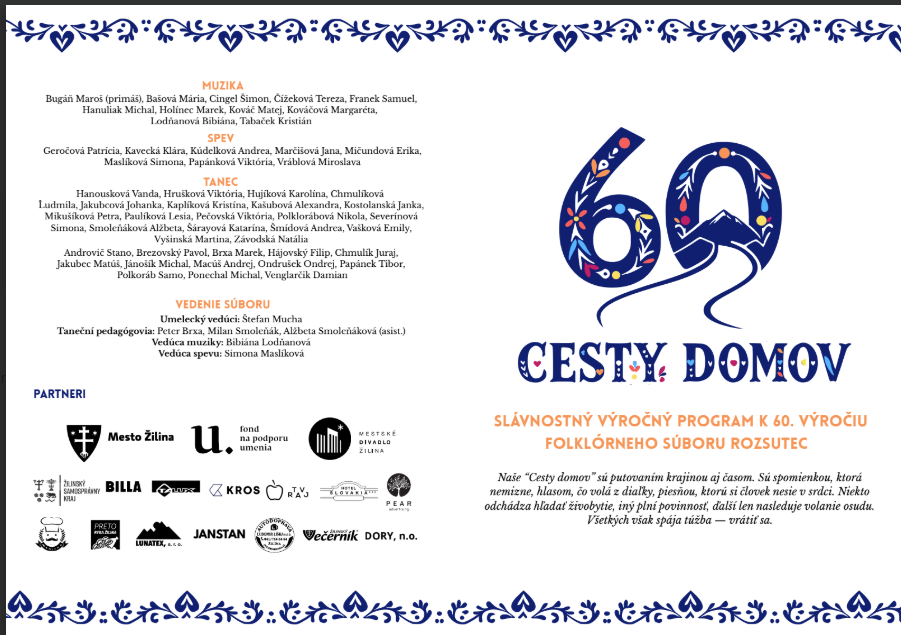 MUZIKA
Bugáň Maroš (primáš), Bašová Mária, Cingel Šimon, Čížeková Tereza, Franek Samuel,
Hanuliak Michal, Holínec Marek, Kováč Matej, Kováčová Margaréta,
Lodňanová Bibiána, Tabaček Kristián
SPEV
Geročová Patrícia, Kavecká Klára, Kúdelková Andrea, Marčišová Jana, Mičundová Erika,
Maslíková Simona, Papánková Viktória, Vráblová Miroslava
TANEC
Hanousková Vanda, Hrušková Viktória, Hujíková Karolína, Chmulíková
Ľudmila, Jakubcová Johanka, Kaplíková Kristína, Kašubová Alexandra, Kostolanská Janka,
Mikušíková Petra, Paulíková Lesia, Pečovská Viktória, Polklorábová Nikola, Severínová
Simona, Smoleňáková Alžbeta, Šárayová Katarína, Šmídová Andrea, Vašková Emily,
Vyšinská Martina, Závodská Natália
Androvič Stano, Brezovský Pavol, Brxa Marek, Hájovský Filip, Chmulík Juraj,
Jakubec Matúš, Jánošík Michal, Macúš Andrej, Ondrušek Ondrej, Papánek Tibor,
Polkoráb Samo, Ponechal Michal, Venglarčik Damian
VEDENIE SÚBORU
Umelecký vedúci: Štefan Mucha
Taneční pedagógovia: Peter Brxa, Milan Smoleňák, Alžbeta Smoleňáková (asist.)
Vedúca muziky: Bibiána Lodňanová
Vedúca spevu: Simona Maslíková
PARTNERI
Mesto Žilina
u. fond
na podporu
umenia
MESTSKÉ
DIVADLO
ŽILINA
ŽILINSKÝ
SAMOSPRÁVNY
KRAJ
BILLA
KROS
TV RAJ
HOTEL
SLOVAKIA
PEAR
advertising
PRETO
LUNATEX, s.r.o.
JANSTAN
AUTODOPRAVA
Večerník
DORY, n.o.
60
CESTY DOMOV
SLÁVNOSTNÝ VÝROČNÝ PROGRAM K 60. VÝROČIU
FOLKLÓRNEHO SÚBORU ROZSUTEC
Naše “Cesty domov” sú putovaním krajinou aj časom. Sú spomienkou, ktorá
nemizne, hlasom, čo volá z diaľky, piesňou, ktorú si človek nesie v srdci. Niekto
odchádza hľadať živobytie, iný plní povinnosť, ďalší len nasleduje volanie osudu.
Všetkých však spája túžba — vrátiť sa.